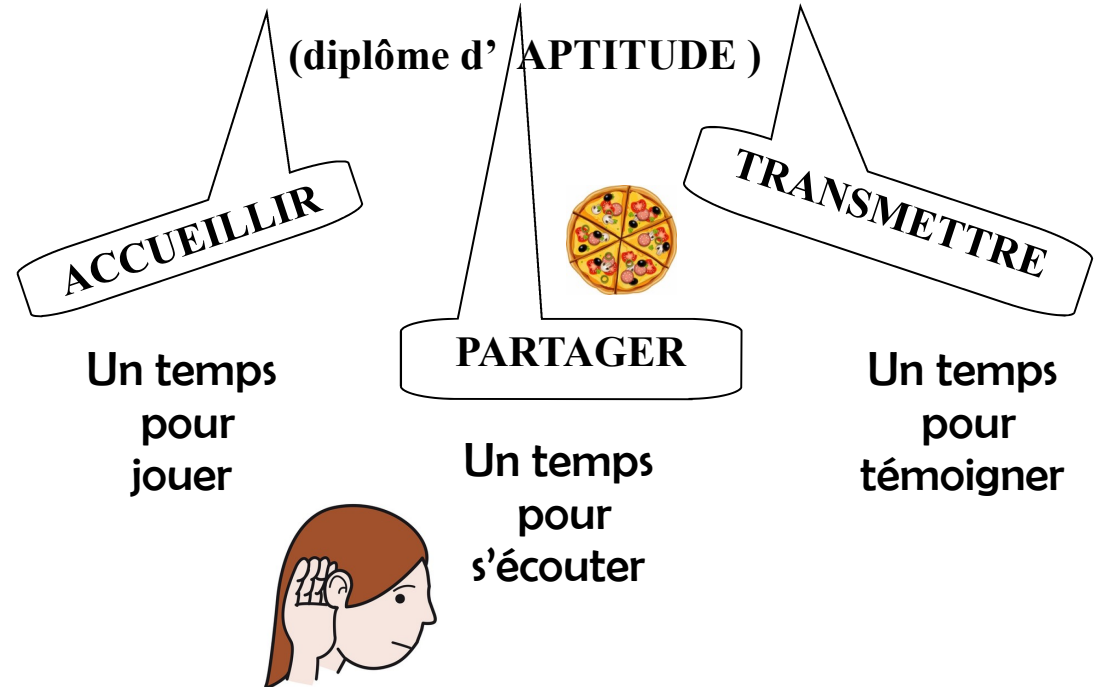 (diplôme d’ APTITUDE )
ACCUEILLIR
PARTAGER
TRANSMETTRE
Un temps
pour
jouer
Un temps
pour
s’écouter
Un temps
pour
témoigner